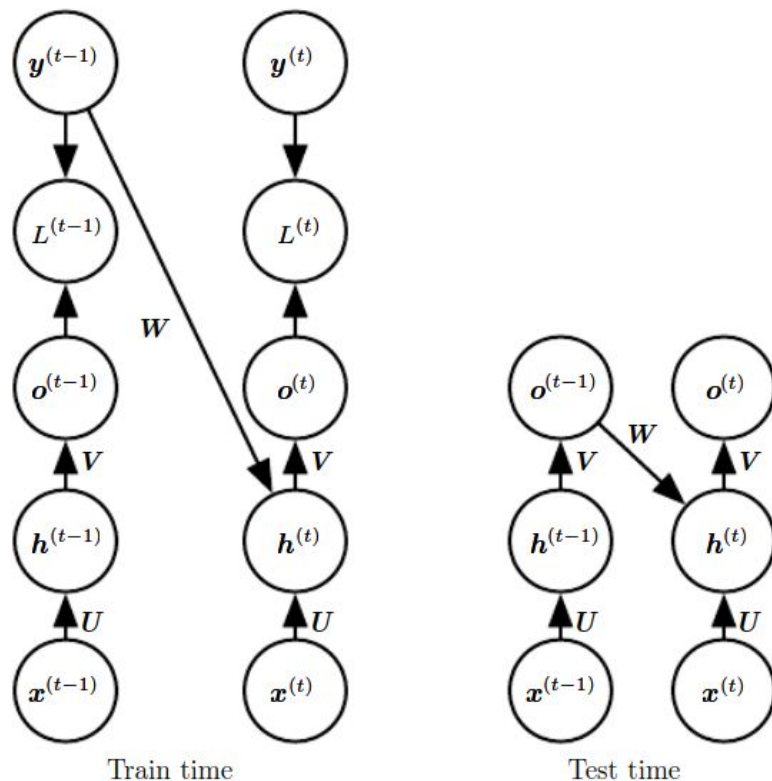 y^(t−1) y^(t)
L^(t−1) L^(t)
W
o^(t−1) o^(t) o^(t−1) o^(t)
W
V V V V
h^(t−1) h^(t) h^(t−1) h^(t)
U U U U
x^(t−1) x^(t) x^(t−1) x^(t)
Train time Test time